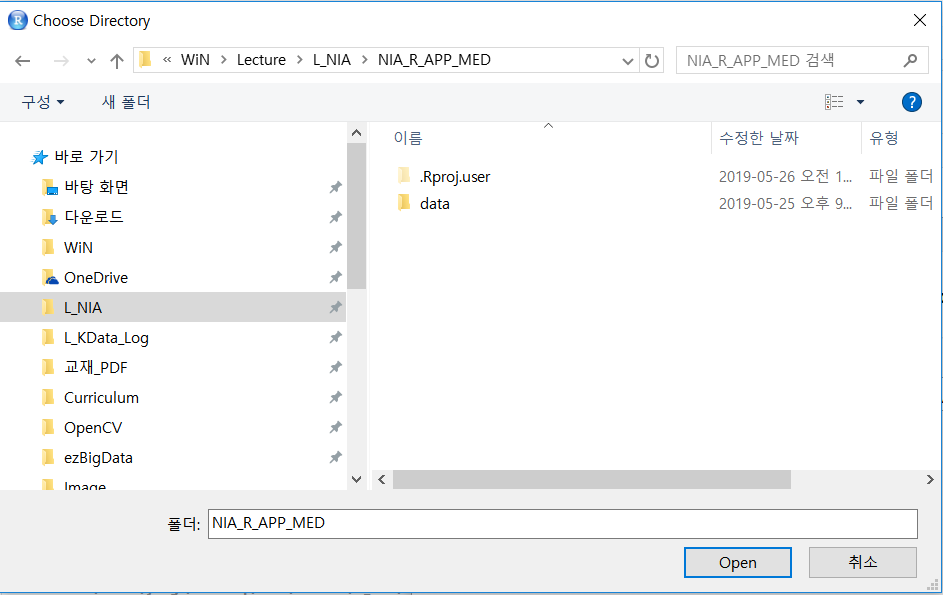 R Choose Directory
« WiN > Lecture > L_NIA > NIA_R_APP_MED
NIA_R_APP_MED 검색
구성
새 폴더
?
바로 가기
바탕 화면
다운로드
WiN
OneDrive
L_NIA
L_KData_Log
교재_PDF
Curriculum
OpenCV
ezBigData
Image
이름 수정한 날짜 유형
.Rproj.user 2019-05-26 오전 1... 파일 폴더
data 2019-05-25 오후 9... 파일 폴더
폴더: NIA_R_APP_MED
Open 취소